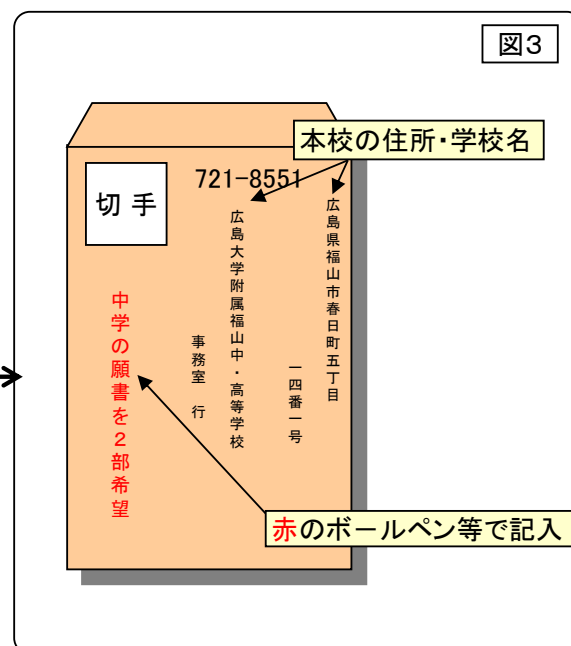 図3
本校の住所・学校名
切手
721-8551
広島県福山市春日町五丁目
一四番一号
広島大学附属福山中・高等学校
事務室 行
中学の願書を2部希望
赤のボールペン等で記入